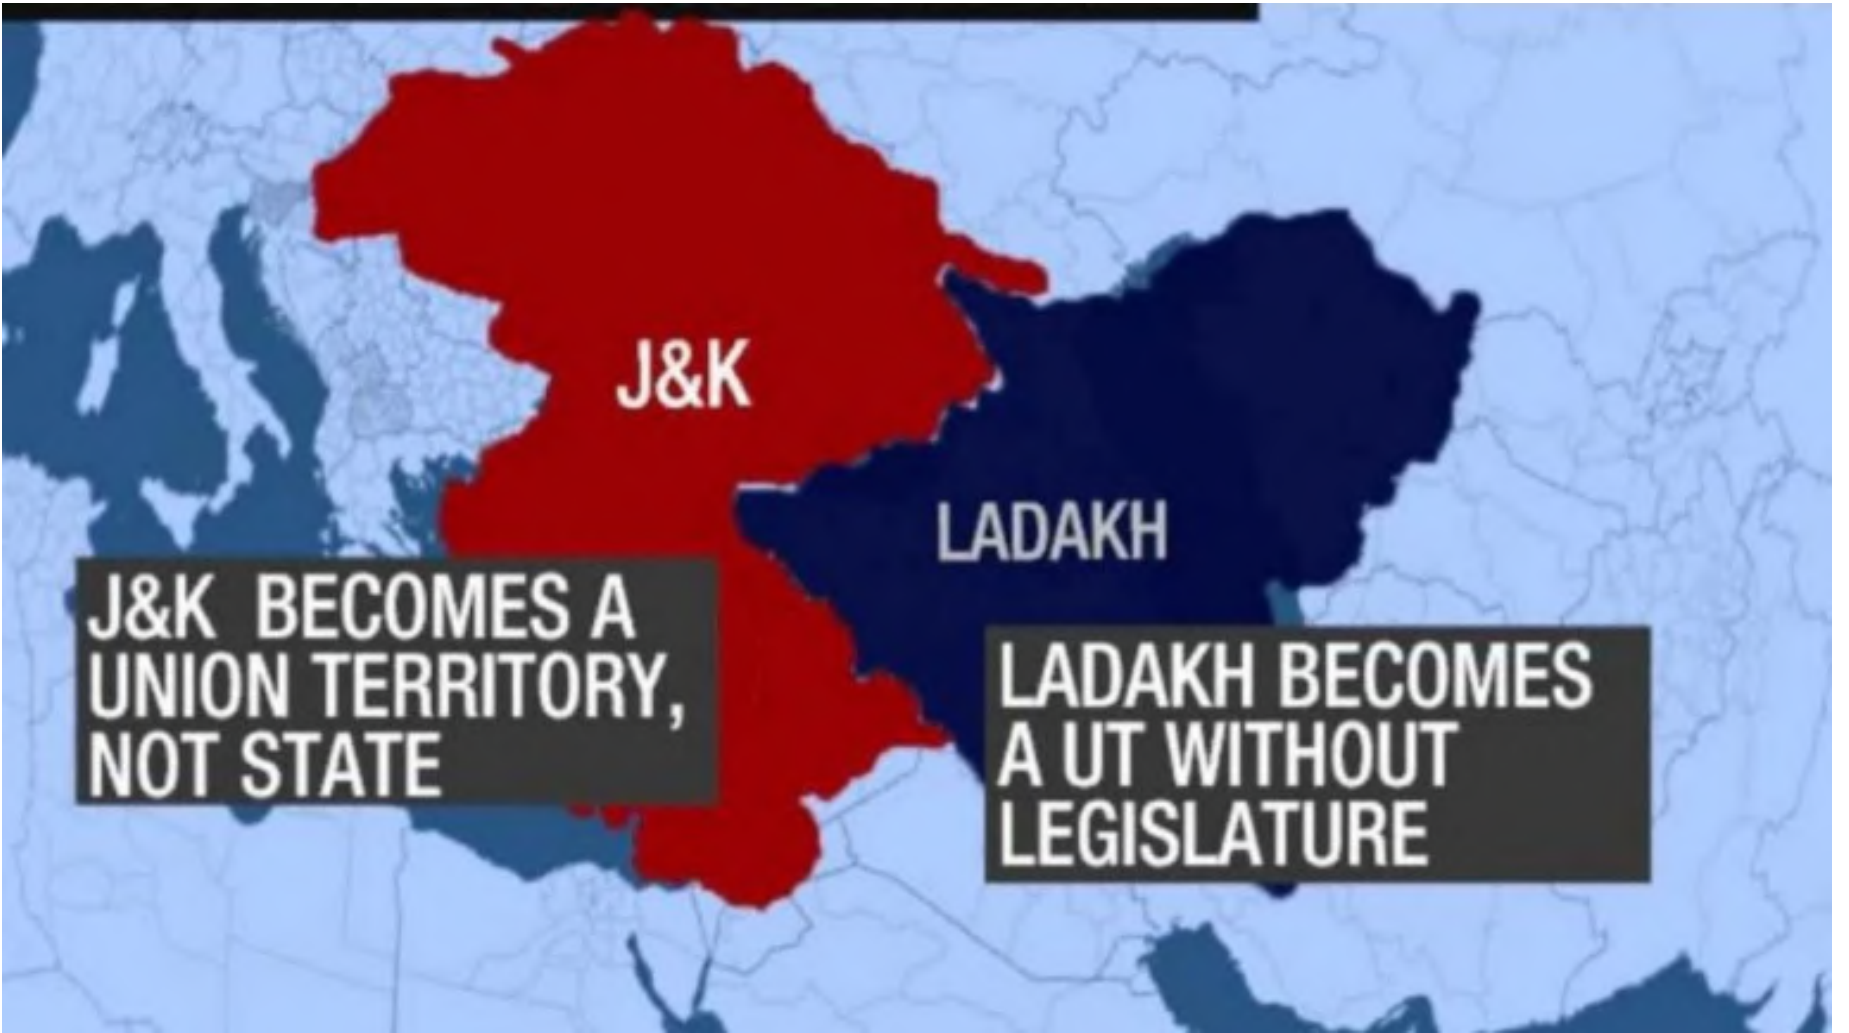 J&K
LADAKH
J&K BECOMES A
UNION TERRITORY,
NOT STATE
LADAKH BECOMES
A UT WITHOUT
LEGISLATURE